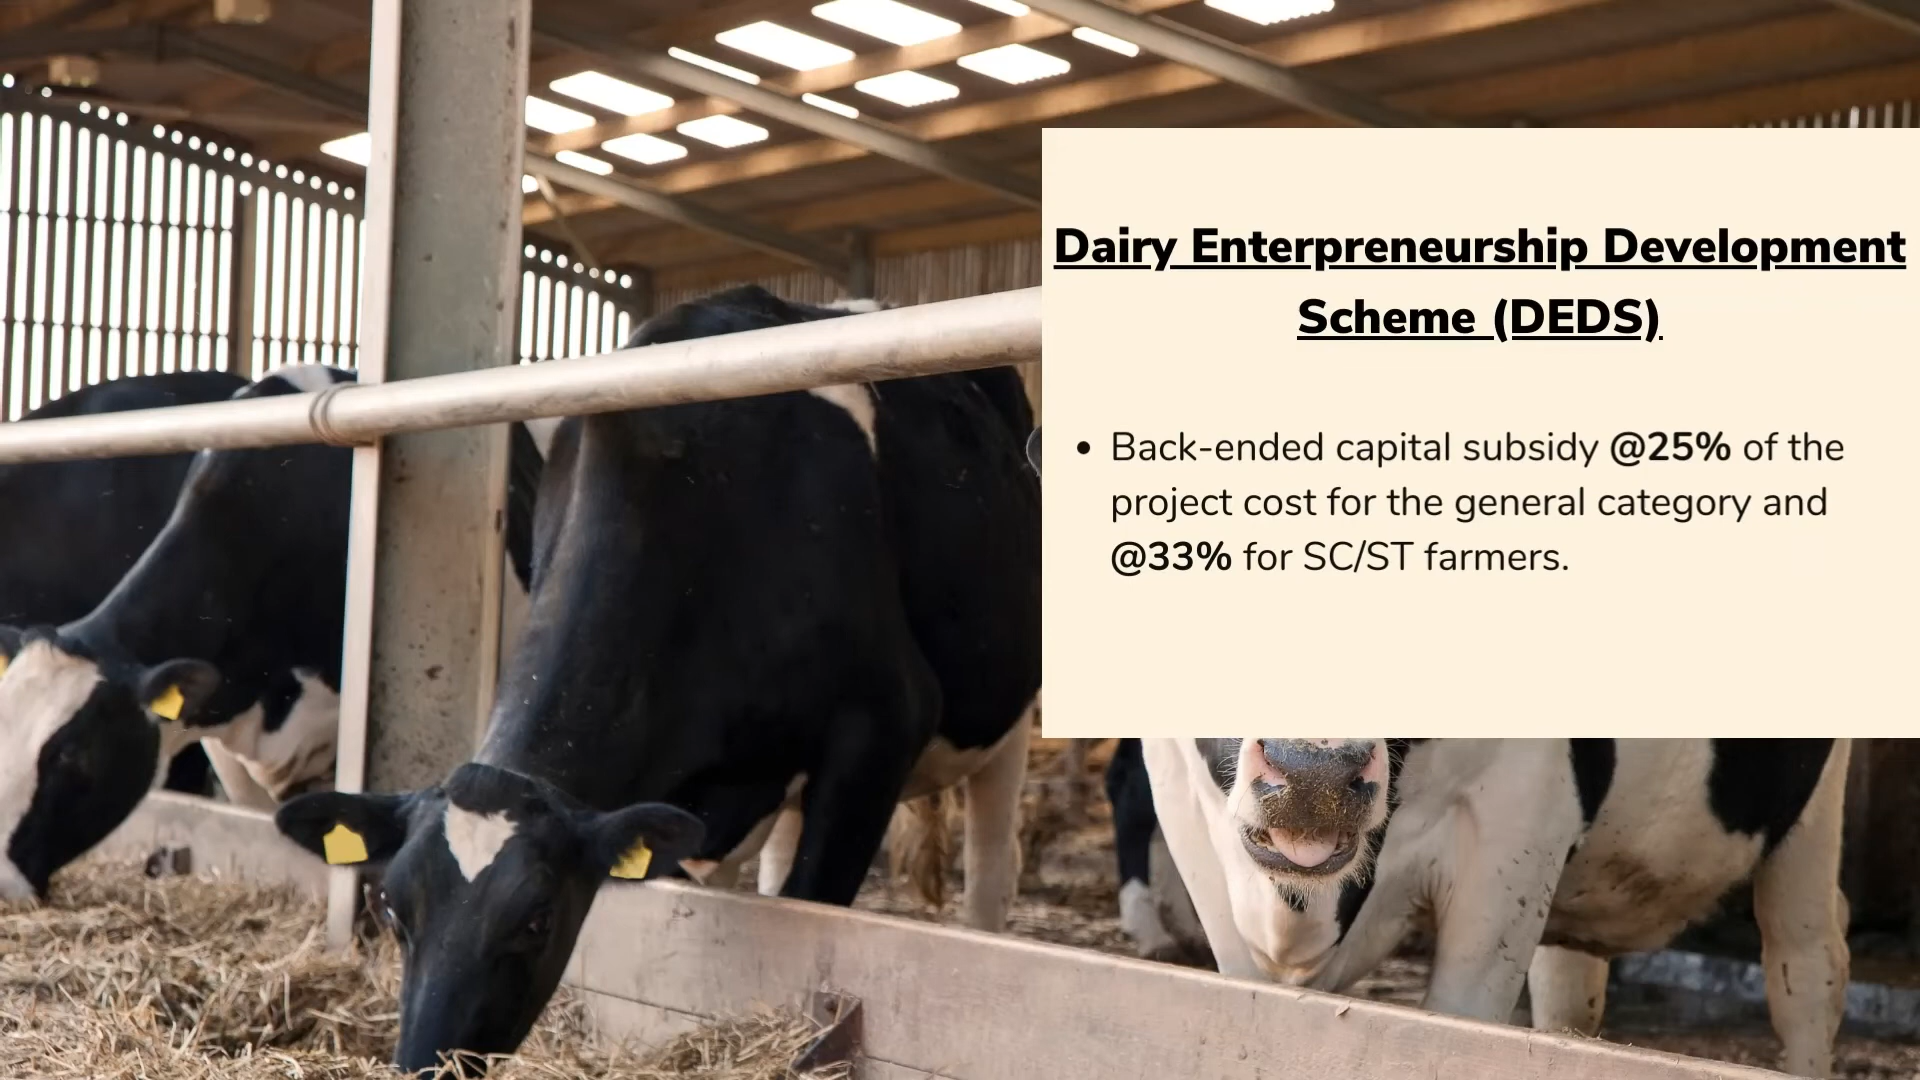 Dairy Enterpreneurship Development
Scheme (DEDS)
• Back-ended capital subsidy @25% of the
project cost for the general category and
@33% for SC/ST farmers.